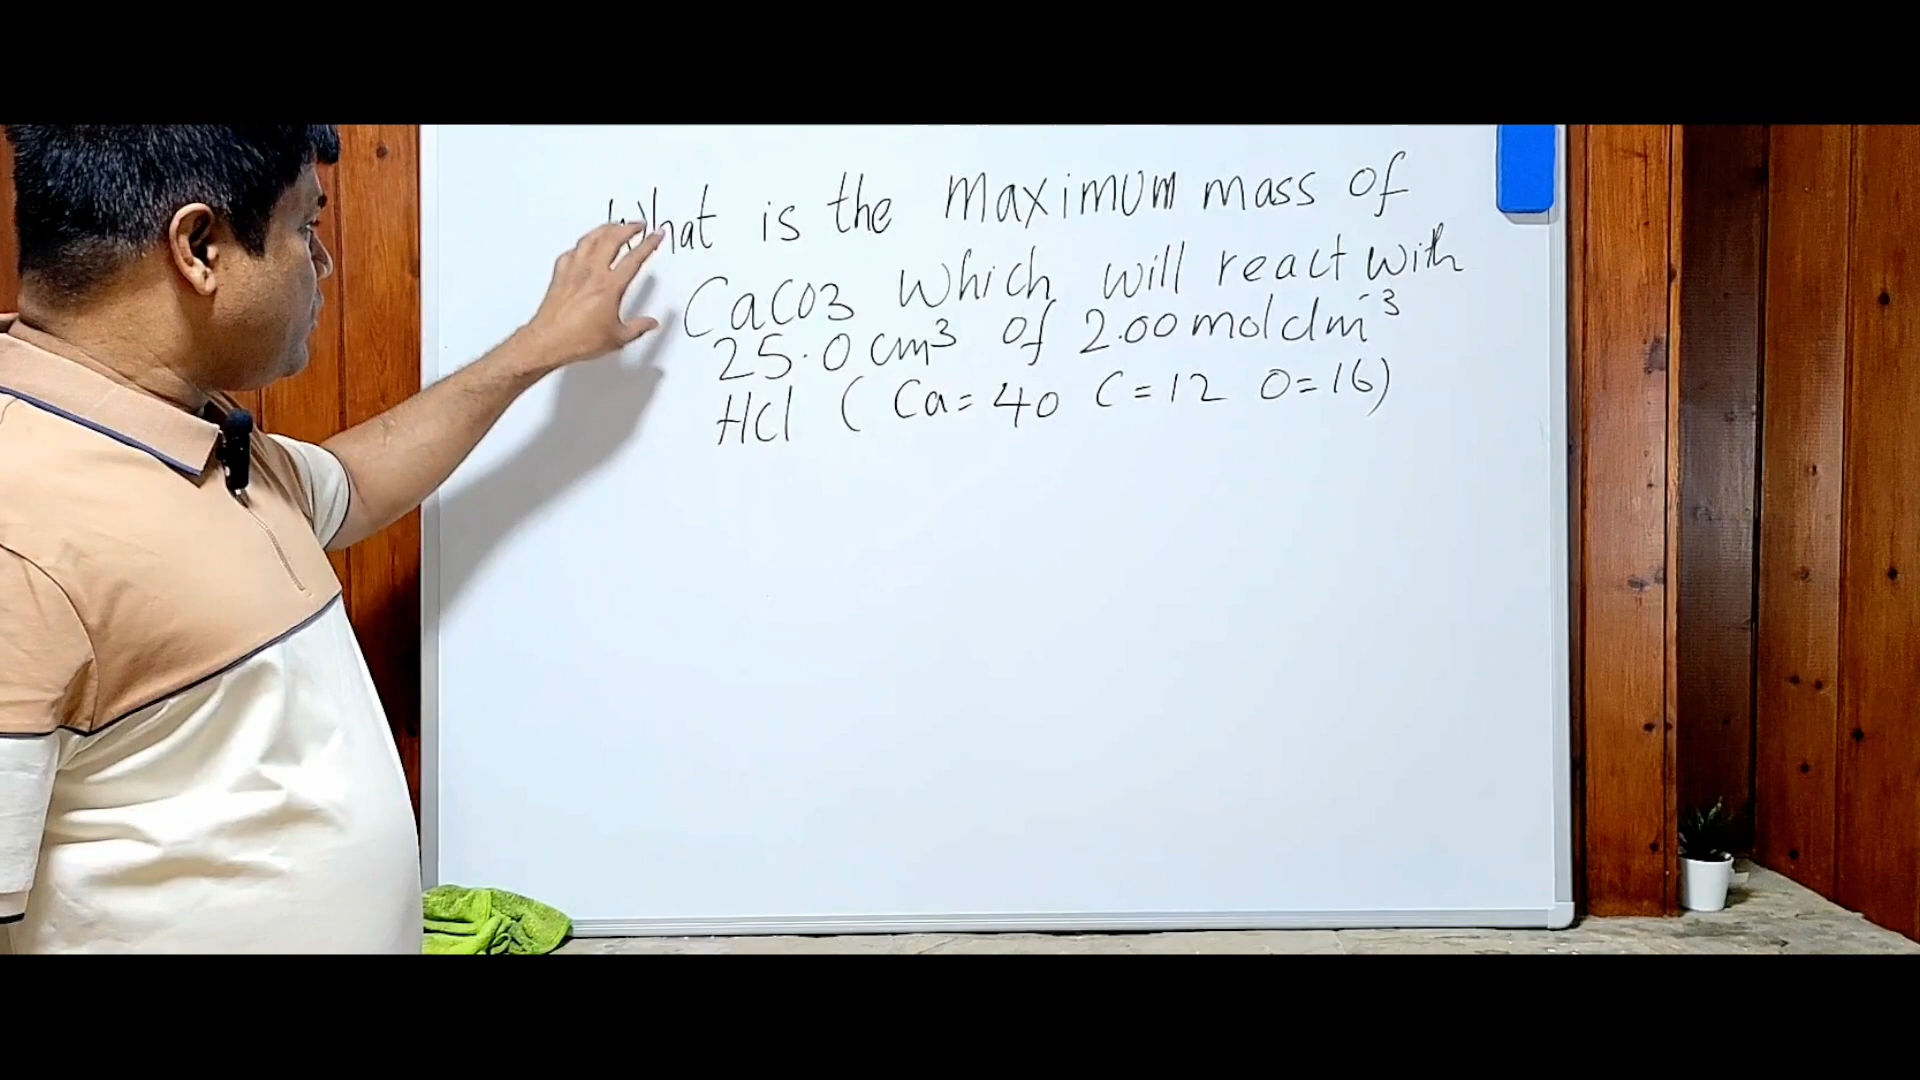 What is the maximum mass of
CaCO3 which will react with
25.0 cm³ of 2.00 mol dm⁻³
HCl ( Ca = 40 C = 12 O = 16)